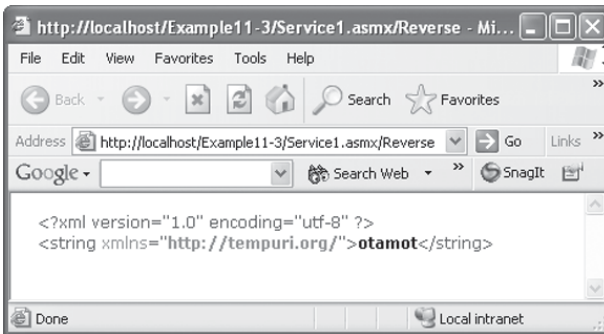 http://localhost/Example11-3/Service1.asmx/Reverse - Mi...
File Edit View Favorites Tools Help
Back Search Favorites »
Address http://localhost/Example11-3/Service1.asmx/Reverse Go Links »
Google Search Web » SnagIt
<?xml version="1.0" encoding="utf-8" ?>
<string xmlns="http://tempuri.org/">otamot</string>
Done Local intranet